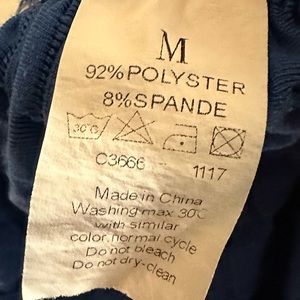 M
92%POLYSTER
8%SPANDE
30°C
C3666 - 1117
Made in China
Washing max 30°C
with similar
color.normal cycle
Do not bleach
Do not dry-clean